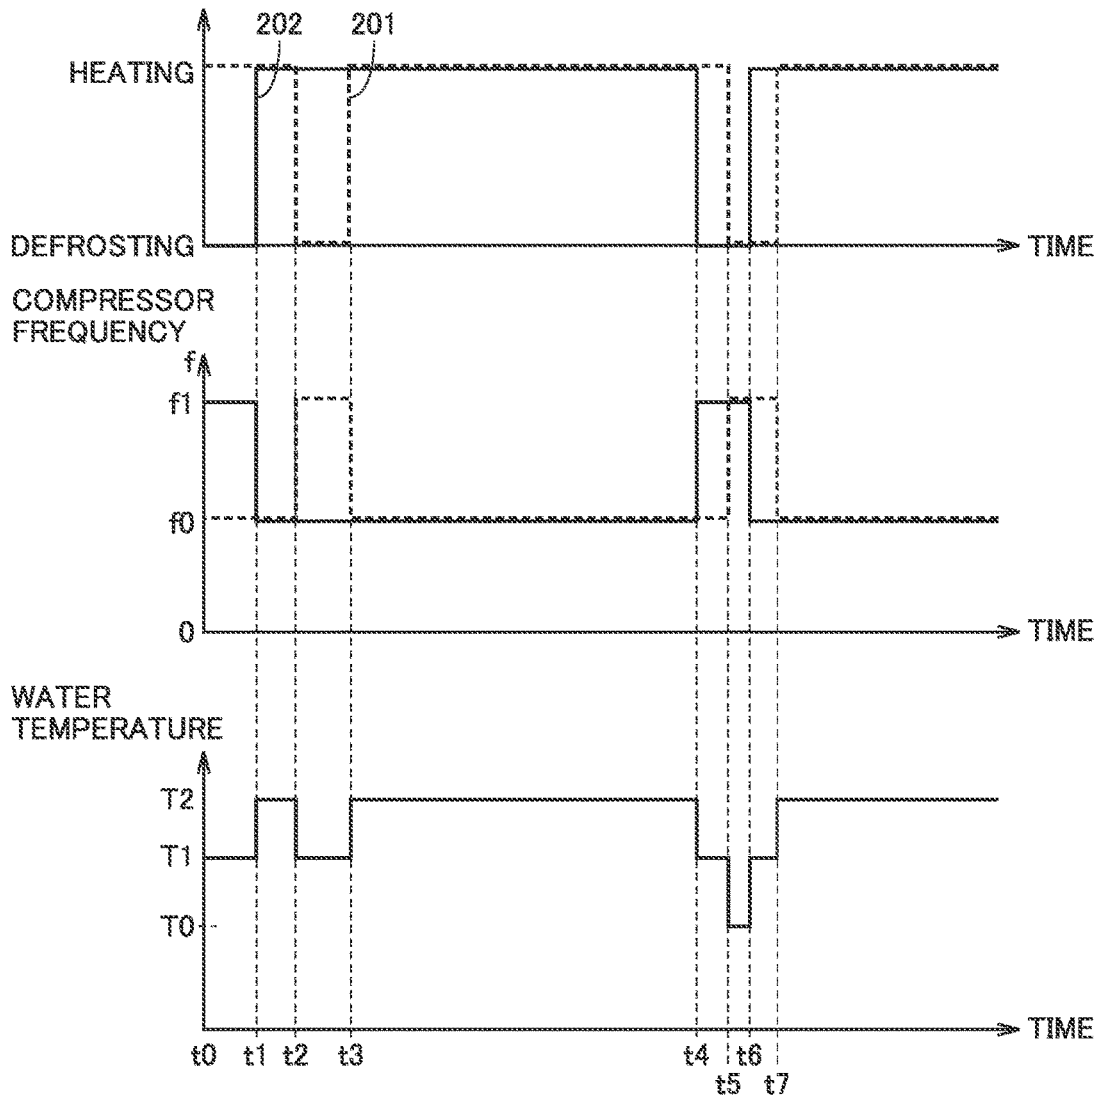 202 201
HEATING
DEFROSTING
TIME
COMPRESSOR
FREQUENCY
f
f1
f0
0
TIME
WATER
TEMPERATURE
T2
T1
T0
TIME
t0 t1 t2 t3 t4 t6
t5 t7